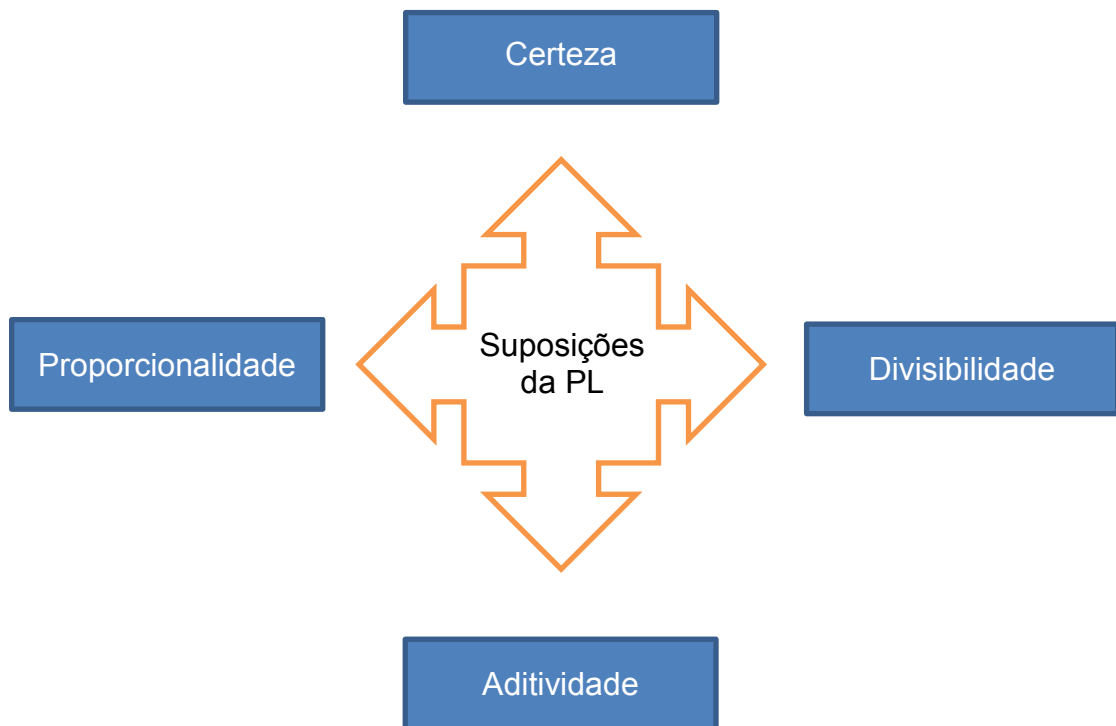 Certeza
Proporcionalidade
Suposições
da PL
Divisibilidade
Aditividade